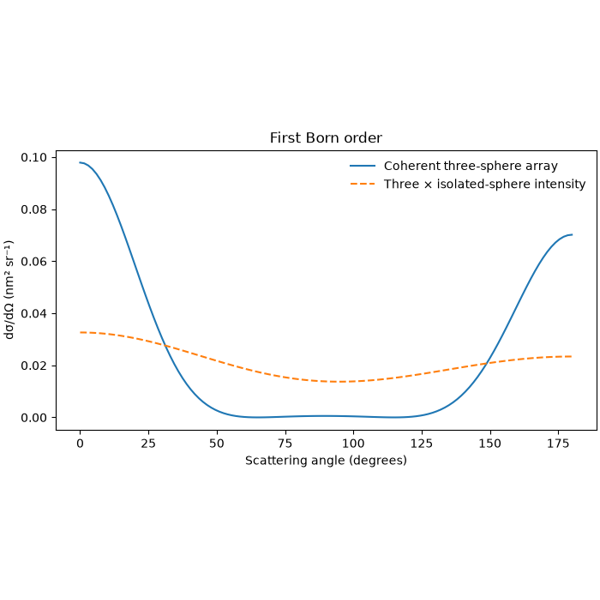 First Born order
Coherent three-sphere array
Three × isolated-sphere intensity
dσ/dΩ (nm² sr⁻¹)
0.10
0.08
0.06
0.04
0.02
0.00
0 25 50 75 100 125 150 175
Scattering angle (degrees)